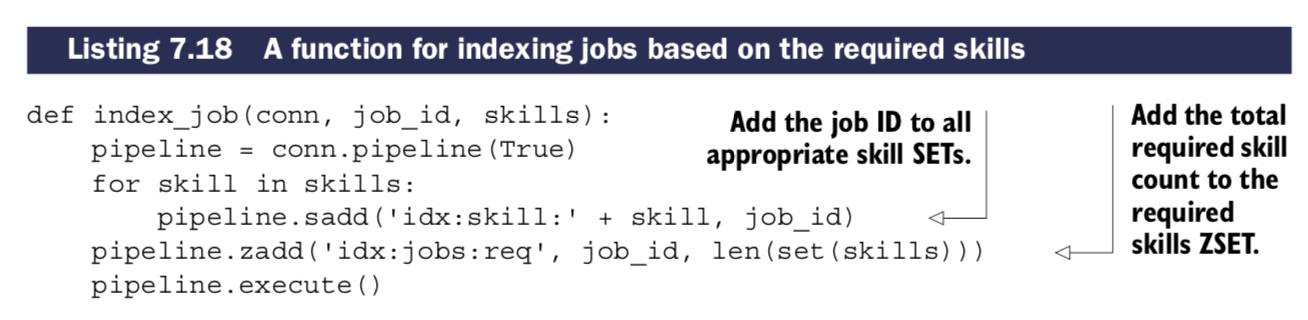 Listing 7.18 A function for indexing jobs based on the required skills
def index_job(conn, job_id, skills):
    pipeline = conn.pipeline(True)
    for skill in skills:
        pipeline.sadd('idx:skill:' + skill, job_id)
    pipeline.zadd('idx:jobs:req', job_id, len(set(skills)))
    pipeline.execute()
Add the job ID to all
appropriate skill SETs.
Add the total
required skill
count to the
required
skills ZSET.